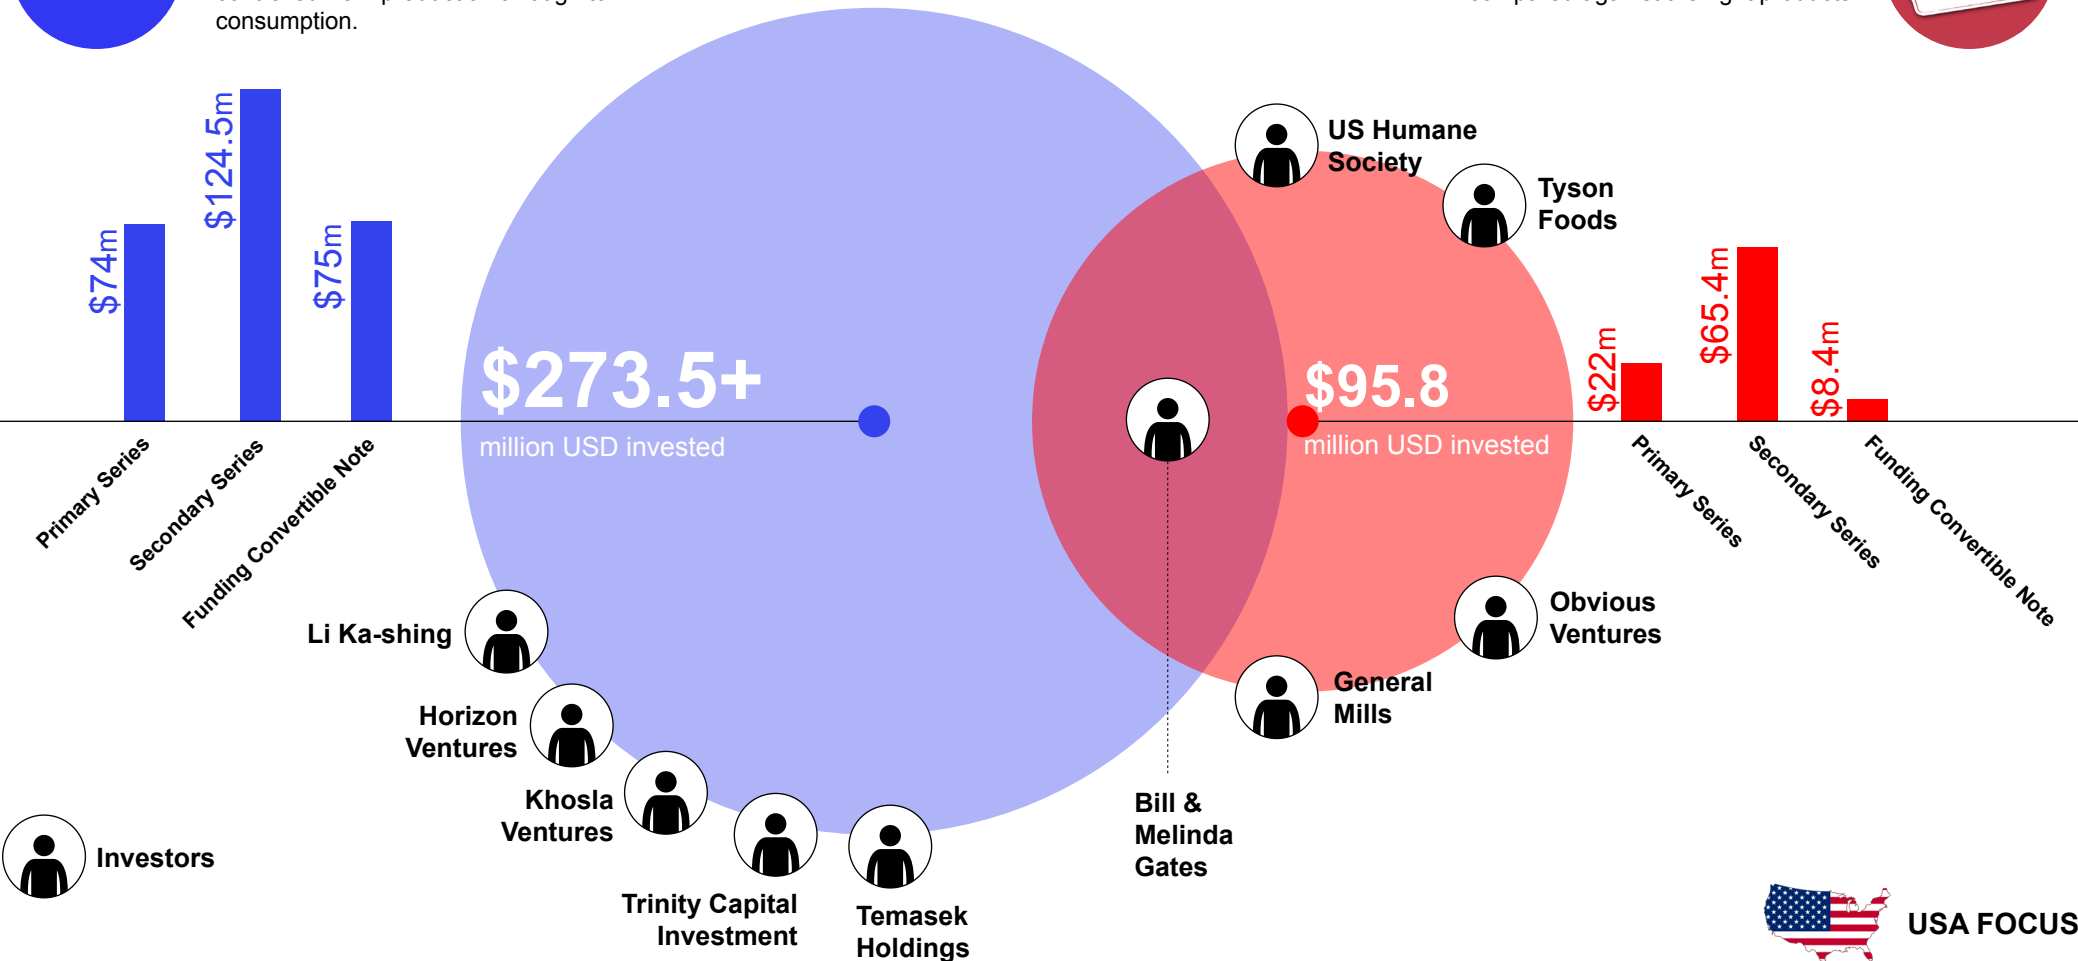 consumption.
$74m
$124.5m
$75m
Primary Series
Secondary Series
Funding Convertible Note
$273.5+
million USD invested
US Humane
Society
Tyson
Foods
$95.8
million USD invested
$22m
$65.4m
$8.4m
Primary Series
Secondary Series
Funding Convertible Note
Obvious
Ventures
General
Mills
Li Ka-shing
Horizon
Ventures
Khosla
Ventures
Trinity Capital
Investment
Temasek
Holdings
Bill &
Melinda
Gates
Investors
USA FOCUS